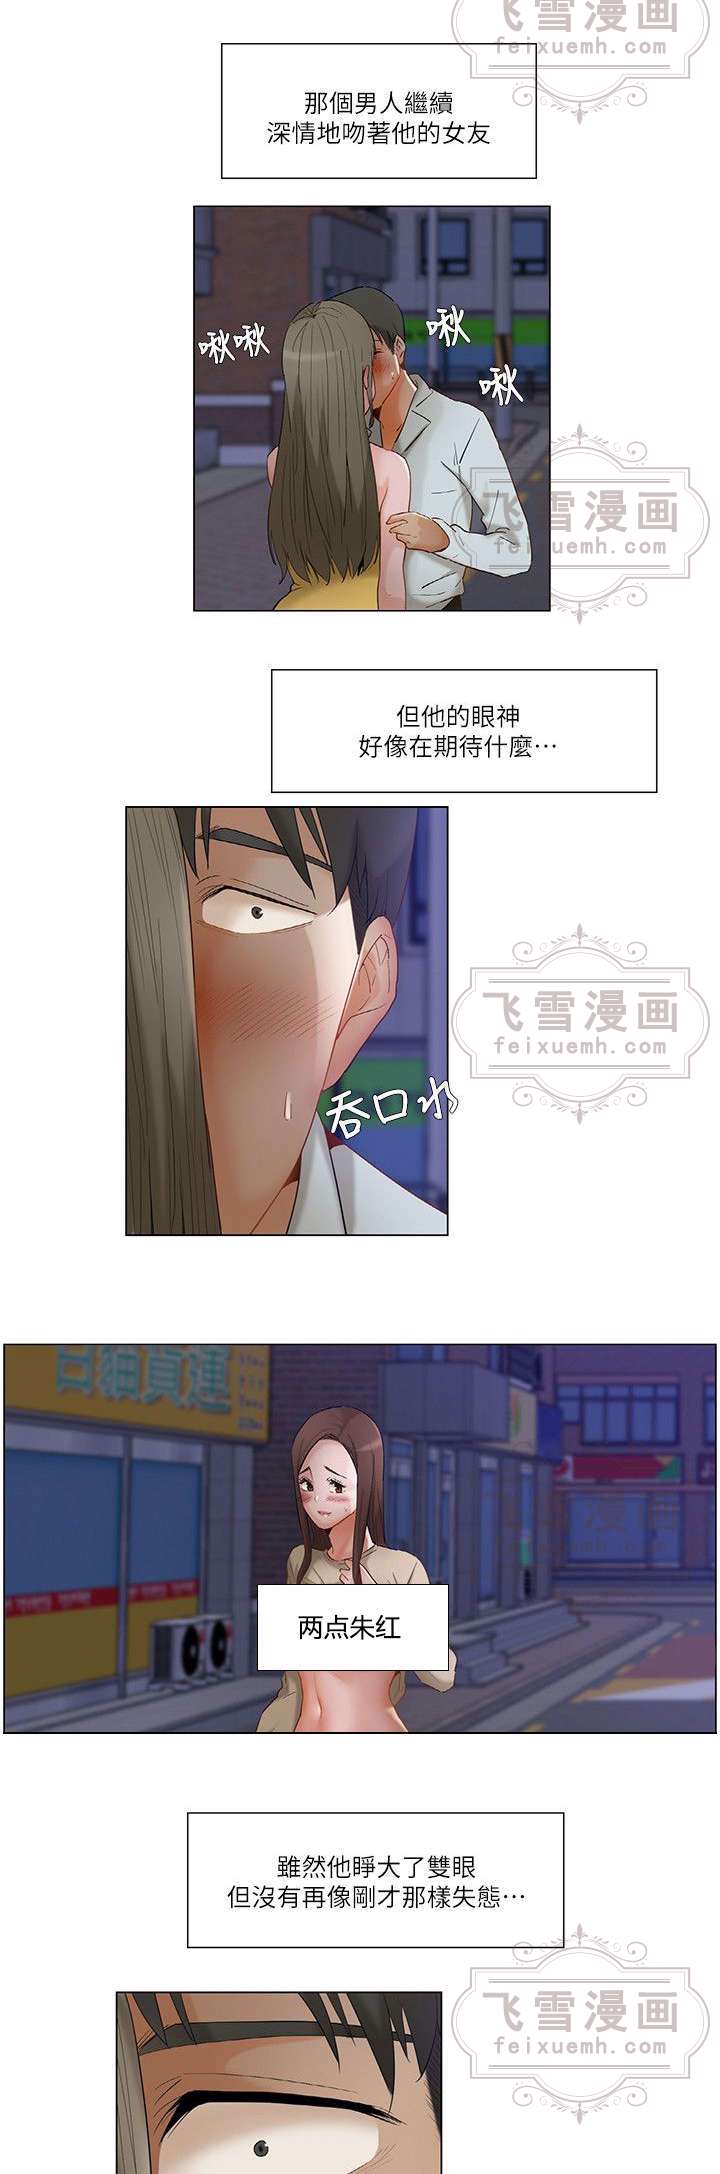 飞雪漫画
feixuemh.com
那個男人繼續
深情地吻著他的女友
啾啾
啾
啾
飞雪漫画
feixuemh.com
但他的眼神
好像在期待什麼⋯
飞雪漫画
feixuemh.com
吞口水
白貓貨運
两点朱红
雖然他睜大了雙眼
但沒有再像剛才那樣失態⋯
飞雪漫画
feixuemh.com